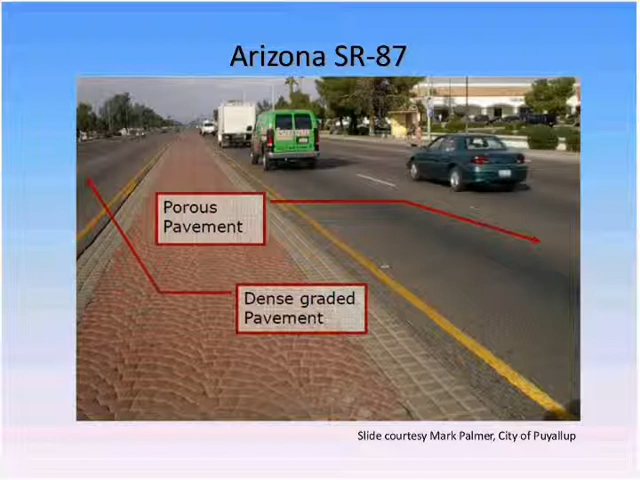 Arizona SR-87
Porous
Pavement
Dense graded
Pavement
Slide courtesy Mark Palmer, City of Puyallup